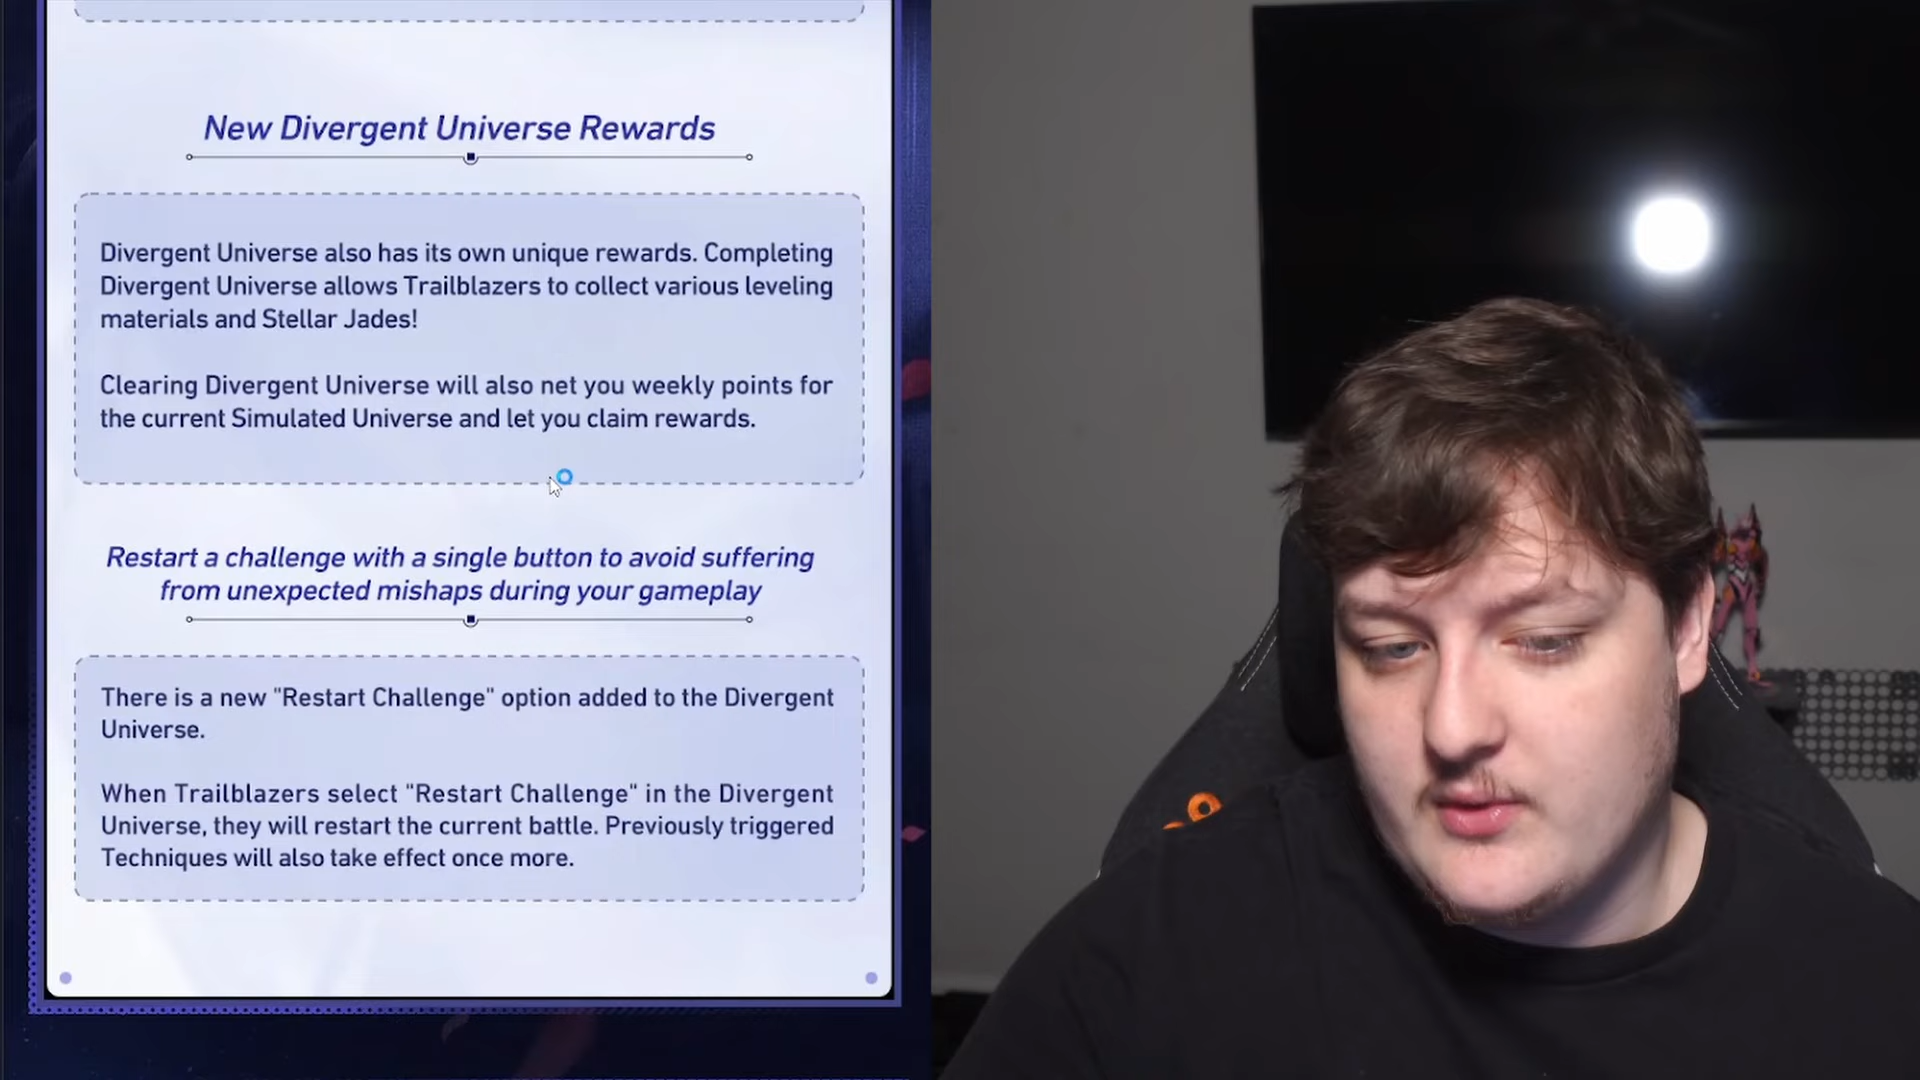 New Divergent Universe Rewards
Divergent Universe also has its own unique rewards. Completing
Divergent Universe allows Trailblazers to collect various leveling
materials and Stellar Jades!
Clearing Divergent Universe will also net you weekly points for
the current Simulated Universe and let you claim rewards.
Restart a challenge with a single button to avoid suffering
from unexpected mishaps during your gameplay
There is a new "Restart Challenge" option added to the Divergent
Universe.
When Trailblazers select "Restart Challenge" in the Divergent
Universe, they will restart the current battle. Previously triggered
Techniques will also take effect once more.